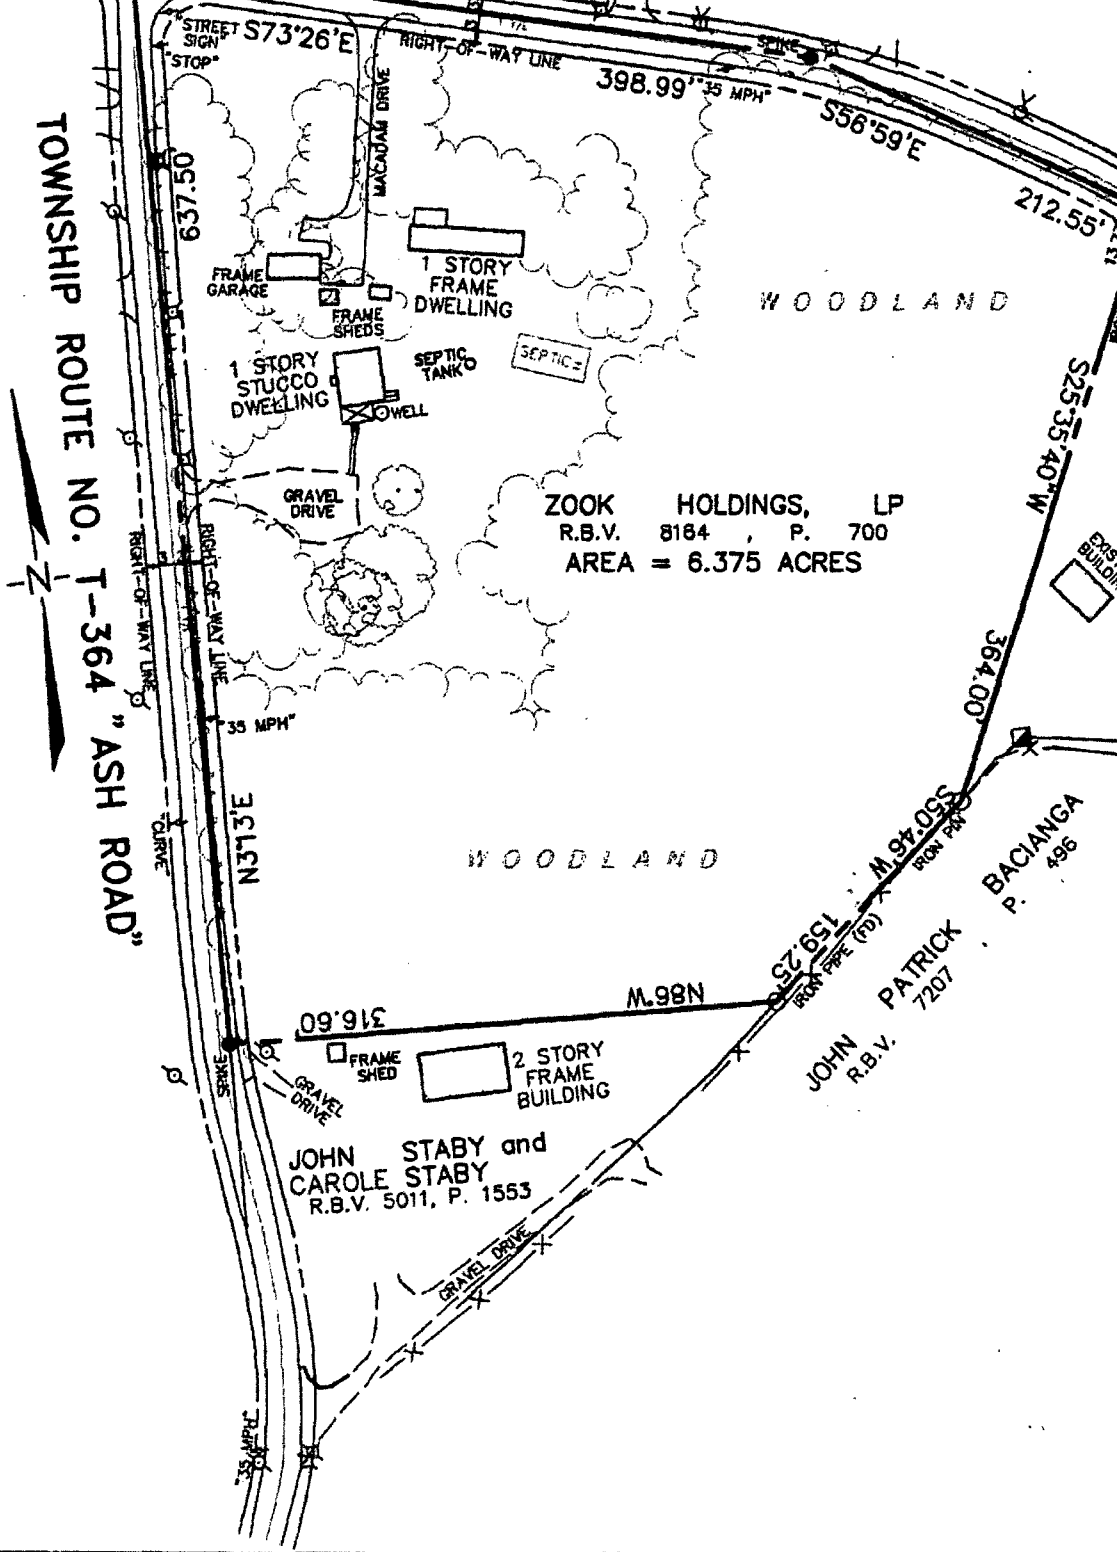 "STREET
SIGN"
"STOP"
S73°26'E
RIGHT-OF-WAY LINE
SPIKE
398.99'
"35 MPH"
S56°59'E
212.55'
MACADAM DRIVE
637.50
TOWNSHIP ROUTE NO. T-364 "ASH ROAD"
FRAME
GARAGE
1 STORY
FRAME
DWELLING
FRAME
SHEDS
WOODLAND
1 STORY
STUCCO
DWELLING
SEPTIC
TANK
SEPTIC
WELL
S25°35'40"W
GRAVEL
DRIVE
ZOOK HOLDINGS, LP
R.B.V. 8164, P. 700
AREA = 6.375 ACRES
N
RIGHT-OF-WAY LINE
RIGHT-OF-WAY LINE
BUILDING
364.00'
"35 MPH"
"CURVE"
N3°13'E
WOODLAND
S50°46'W
IRON PIN
159.25'
IRON PIPE (FD)
JOHN PATRICK BACIANGA
R.B.V. 7207 P. 496
N86°W
316.60'
SPIKE
FRAME
SHED
2 STORY
FRAME
BUILDING
GRAVEL
DRIVE
JOHN STABY and
CAROLE STABY
R.B.V. 5011, P. 1553
GRAVEL DRIVE
"35 MPH"